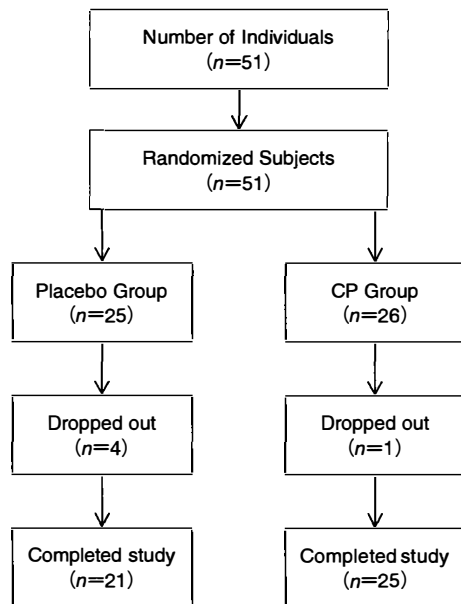 Number of Individuals
(n=51)
Randomized Subjects
(n=51)
Placebo Group
(n=25)
CP Group
(n=26)
Dropped out
(n=4)
Dropped out
(n=1)
Completed study
(n=21)
Completed study
(n=25)